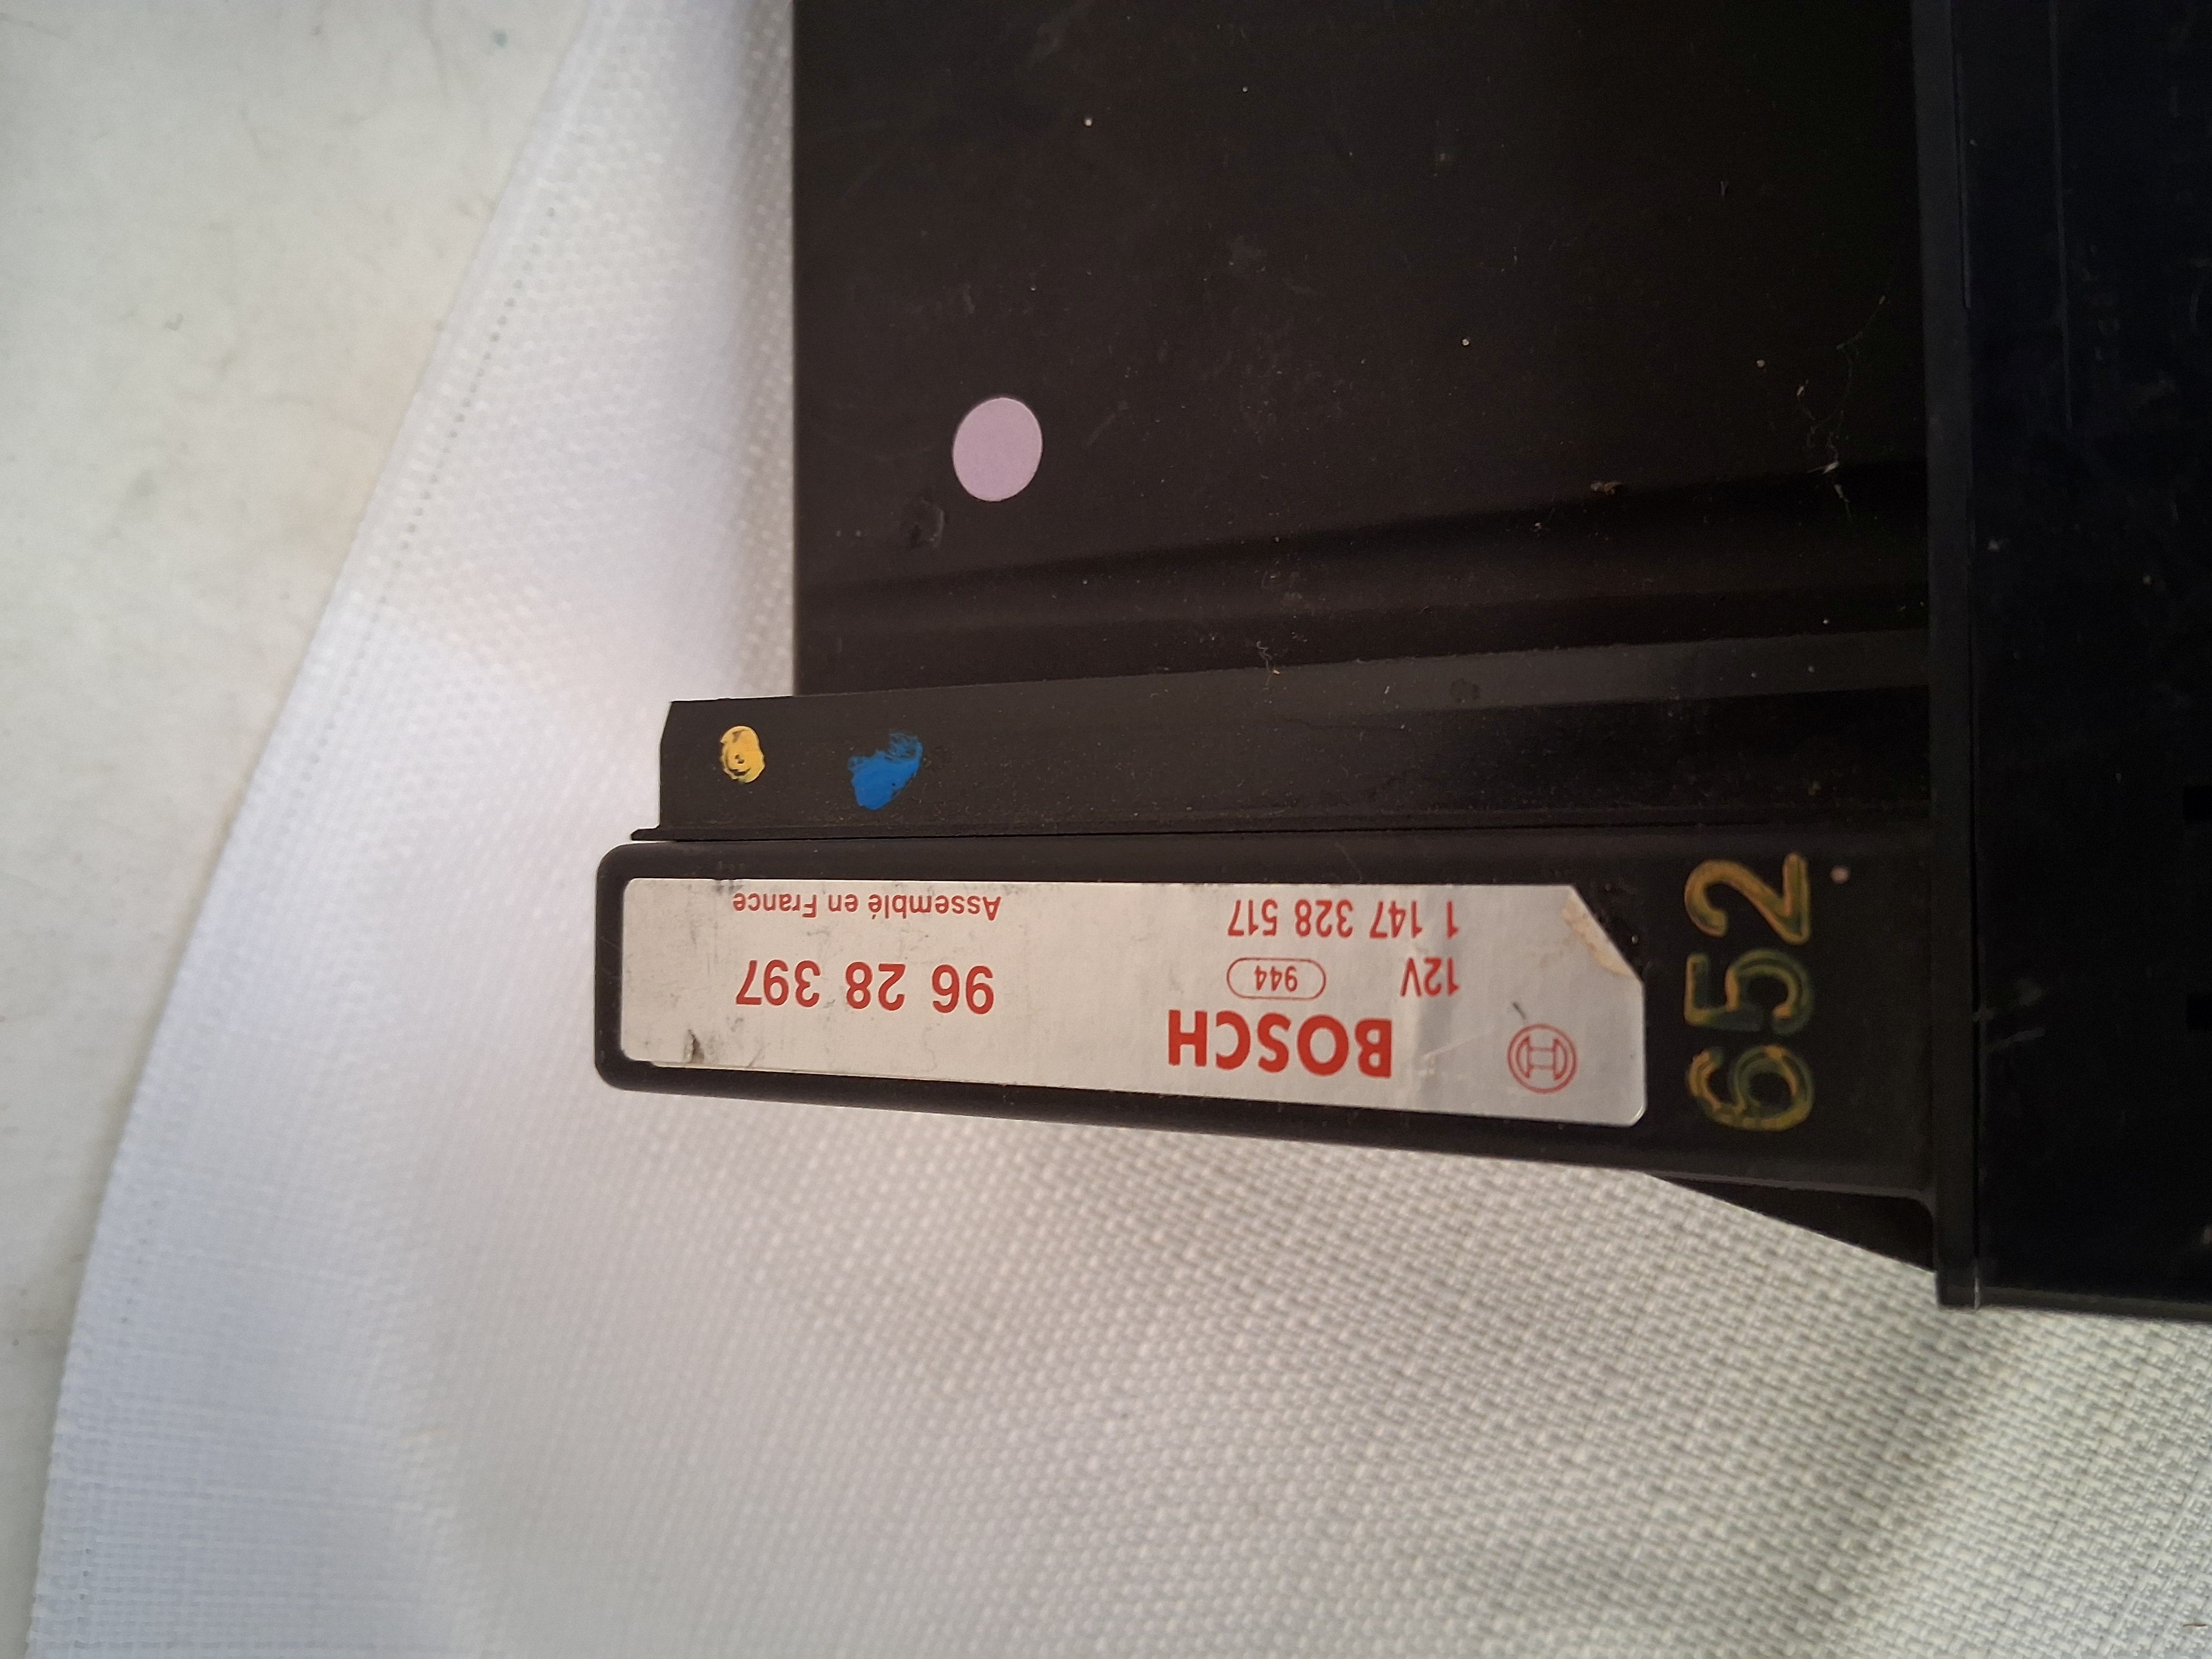 BOSCH
12V 944
1 147 328 517
96 28 397
Assemblé en France
652